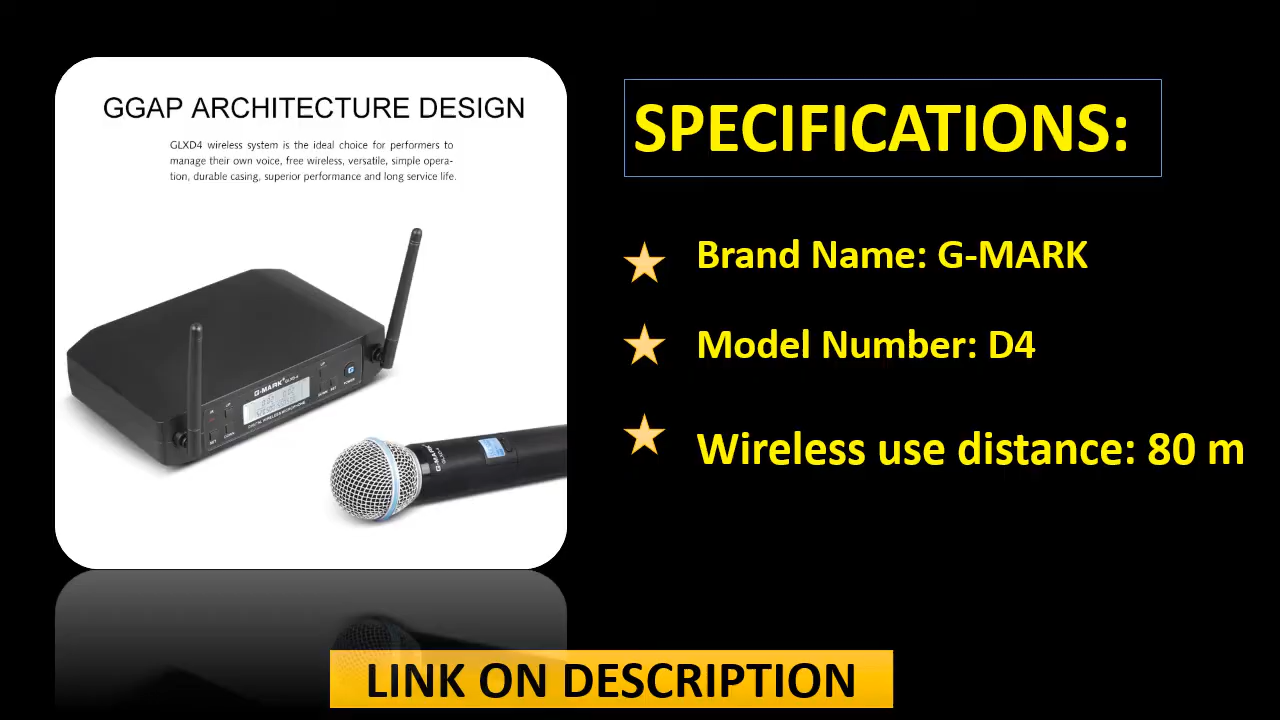 GGAP ARCHITECTURE DESIGN
GLXD4 wireless system is the ideal choice for performers to
manage their own voice, free wireless, versatile, simple opera-
tion, durable casing, superior performance and long service life.
G-MARK
SPECIFICATIONS:
Brand Name: G-MARK
Model Number: D4
Wireless use distance: 80 m
LINK ON DESCRIPTION